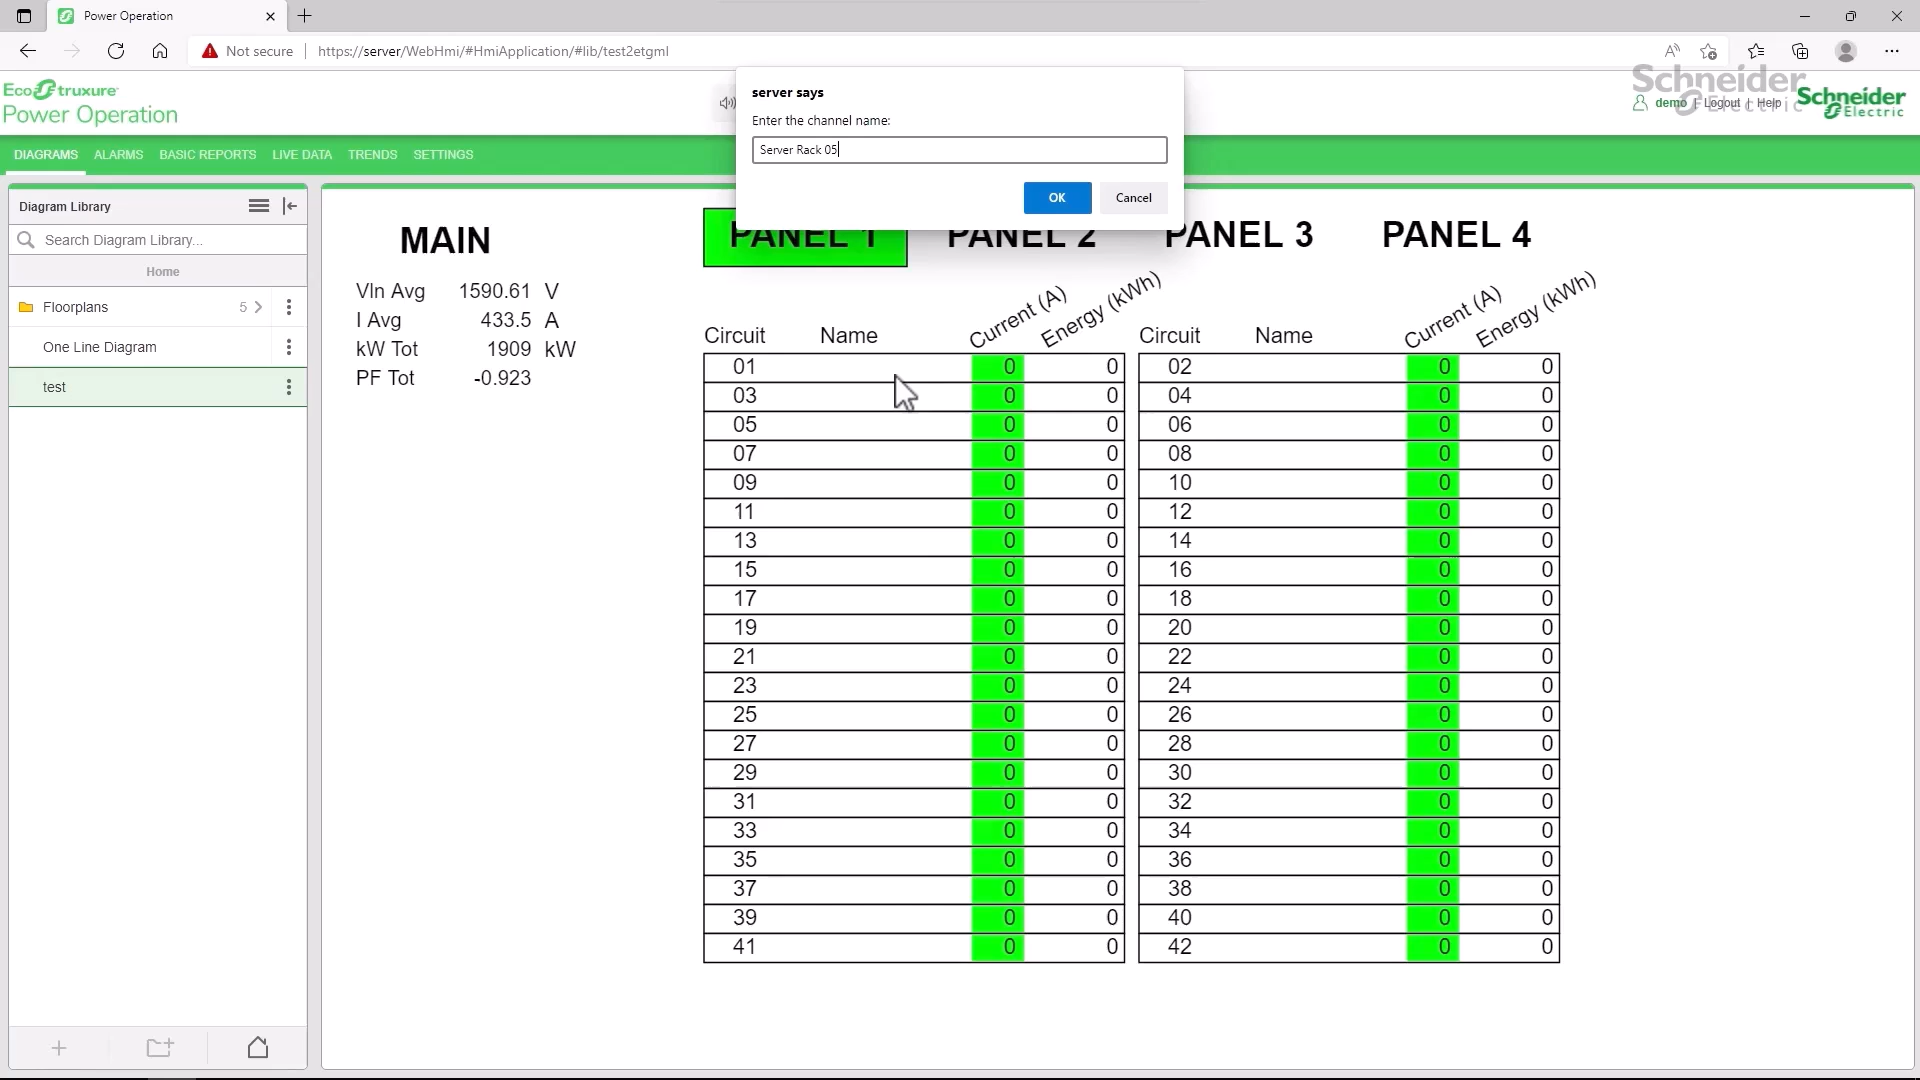 Power Operation
Not secure
https://server/WebHmi/#HmiApplication/#lib/test2etgml
EcoStruxure
Power Operation
server says
Enter the channel name:
Server Rack 05
OK
Cancel
Schneider Electric
demo | Logout | Help
Schneider Electric
DIAGRAMS ALARMS BASIC REPORTS LIVE DATA TRENDS SETTINGS
Diagram Library
Search Diagram Library...
Home
Floorplans 5
One Line Diagram
test
MAIN
Vln Avg 1590.61 V
I Avg 433.5 A
kW Tot 1909 kW
PF Tot -0.923
PANEL 1 PANEL 2 PANEL 3 PANEL 4
Circuit Name Current (A) Energy (kWh) Circuit Name Current (A) Energy (kWh)
01 0 0 02 0 0
03 0 0 04 0 0
05 0 0 06 0 0
07 0 0 08 0 0
09 0 0 10 0 0
11 0 0 12 0 0
13 0 0 14 0 0
15 0 0 16 0 0
17 0 0 18 0 0
19 0 0 20 0 0
21 0 0 22 0 0
23 0 0 24 0 0
25 0 0 26 0 0
27 0 0 28 0 0
29 0 0 30 0 0
31 0 0 32 0 0
33 0 0 34 0 0
35 0 0 36 0 0
37 0 0 38 0 0
39 0 0 40 0 0
41 0 0 42 0 0